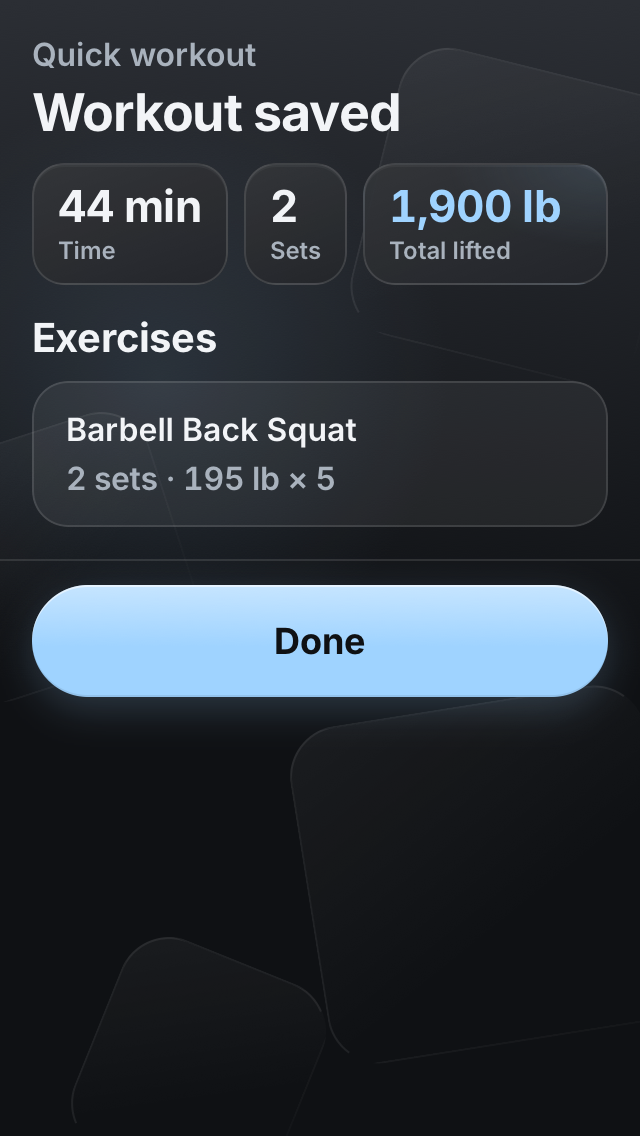 Quick workout
Workout saved
44 min
Time
2
Sets
1,900 lb
Total lifted
Exercises
Barbell Back Squat
2 sets · 195 lb × 5
Done